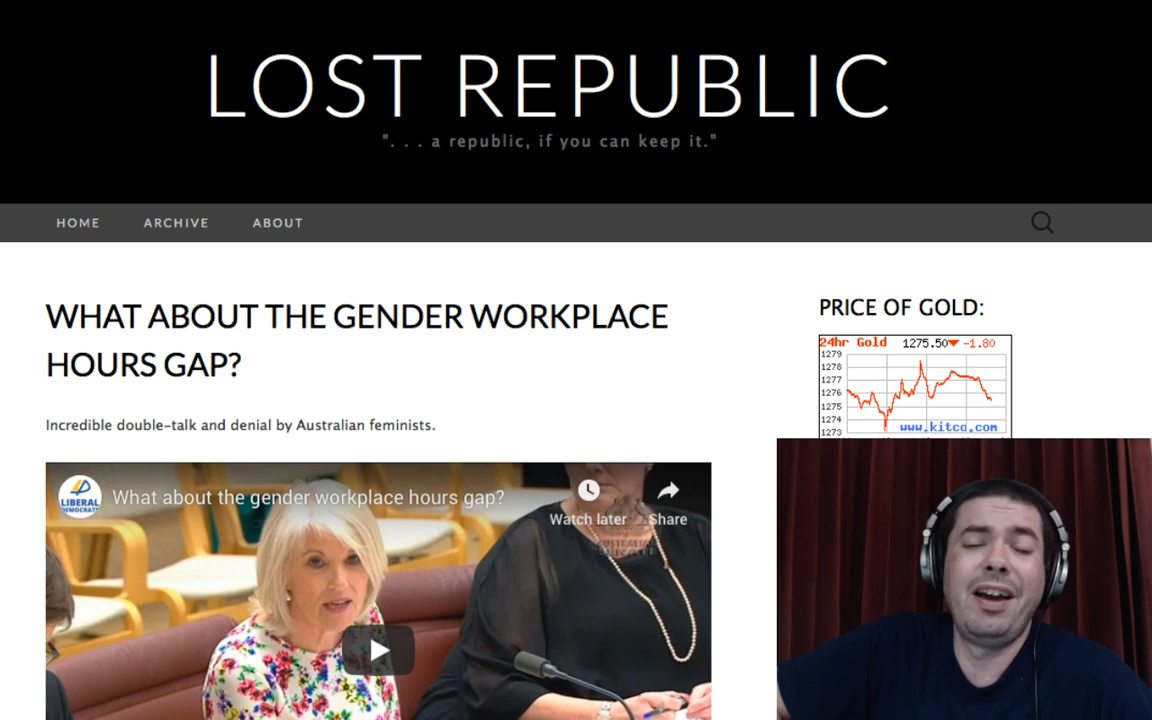 LOST REPUBLIC
". . . a republic, if you can keep it."
HOME ARCHIVE ABOUT
WHAT ABOUT THE GENDER WORKPLACE
HOURS GAP?
Incredible double-talk and denial by Australian feminists.
LIBERAL
DEMOCRATS
What about the gender workplace hours gap?
Watch later
Share
PRICE OF GOLD:
24hr Gold 1275.50 -1.80
1279
1278
1277
1276
1275
1274
1273
www.kitco.com